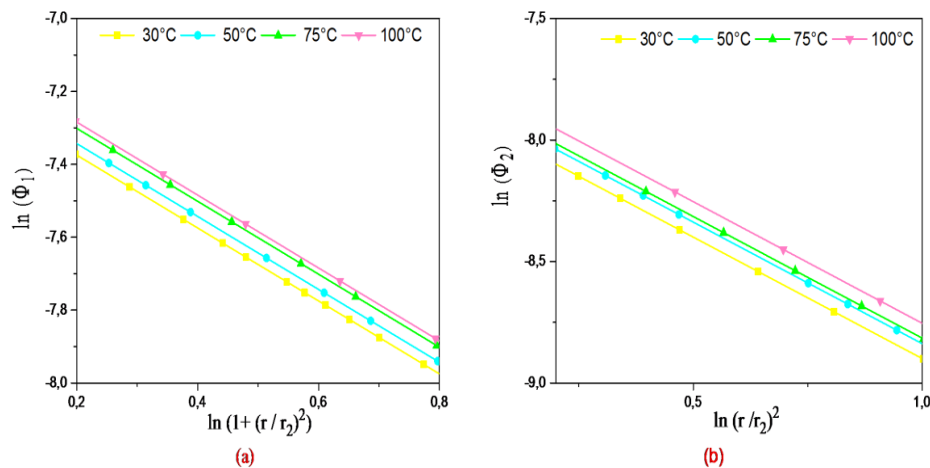 30°C 50°C 75°C 100°C
-7,0
-7,2
-7,4
-7,6
-7,8
-8,0
ln (Φ1)
0,2 0,4 0,6 0,8
ln (1+ (r / r2)2)
(a)
30°C 50°C 75°C 100°C
-7,5
-8,0
-8,5
-9,0
ln (Φ2)
0,5 1,0
ln (r /r2)2
(b)